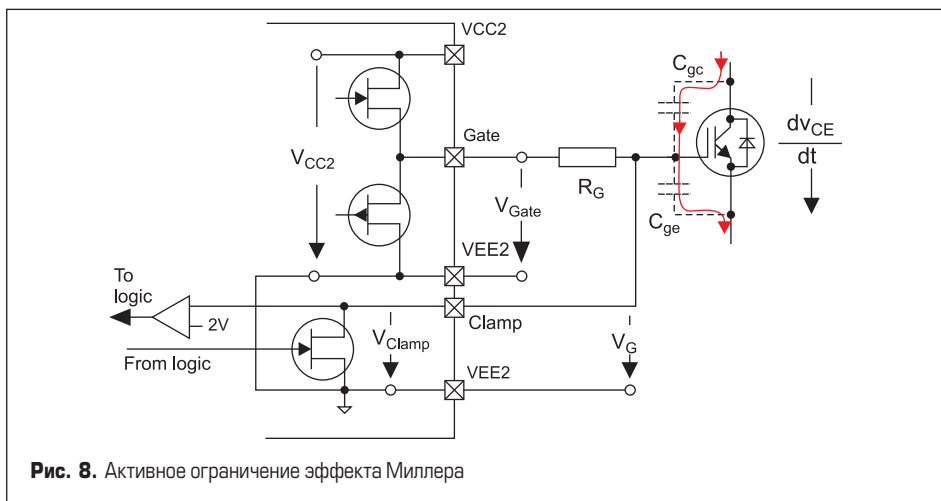 VCC2
Cgc
dvCE
dt
Gate
VCC2
RG
VGate
Cge
VEE2
To
logic
2V
Clamp
VClamp
VG
From logic
VEE2
Рис. 8. Активное ограничение эффекта Миллера